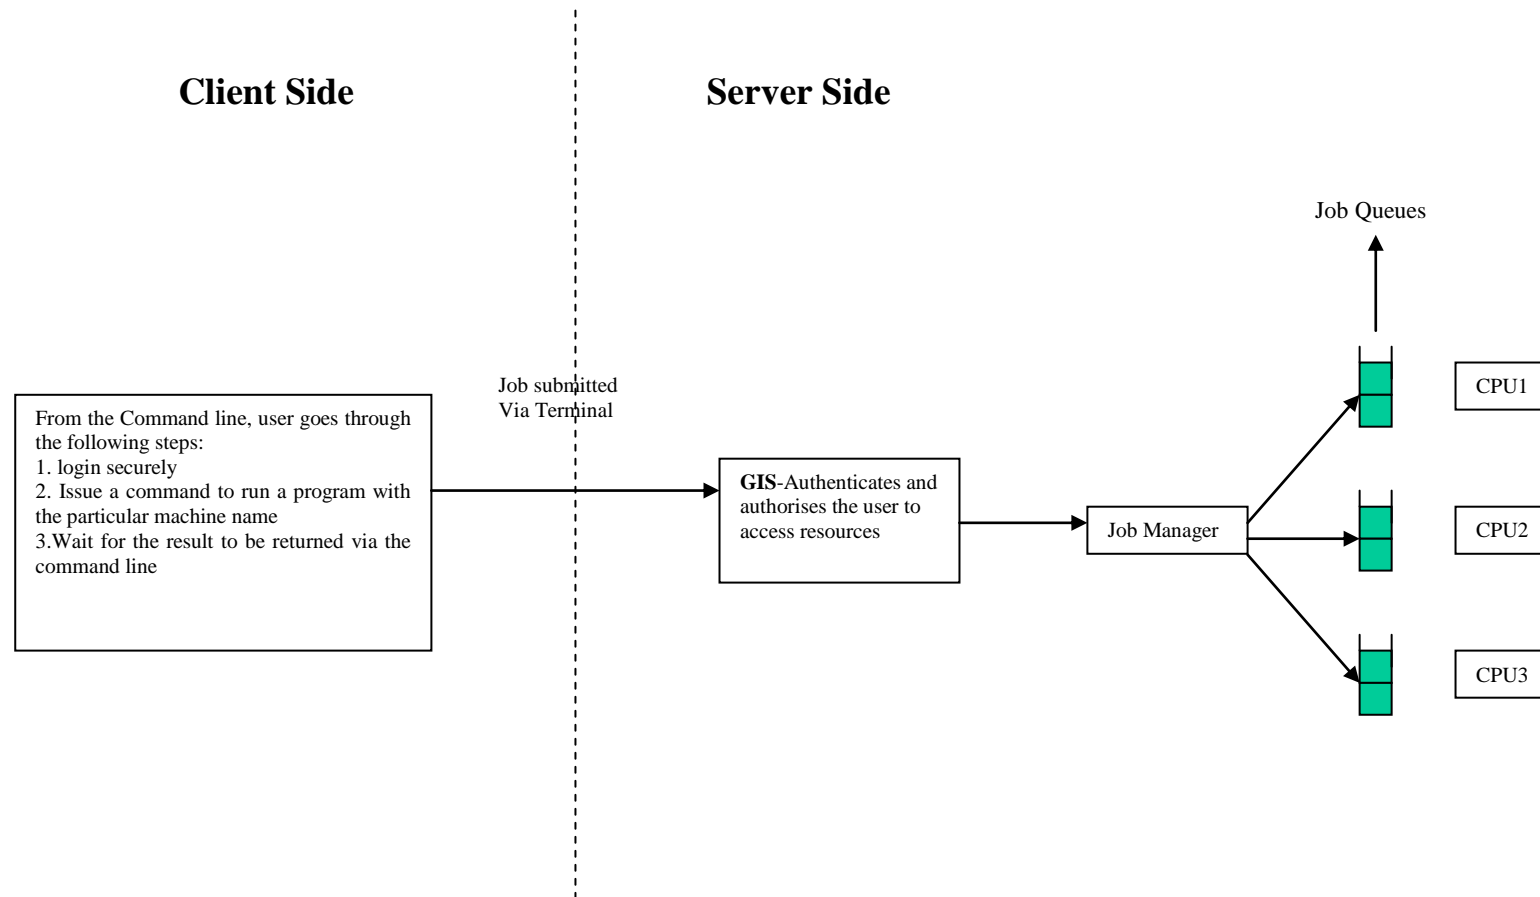 Client Side
Server Side
Job Queues
Job submitted
Via Terminal
From the Command line, user goes through
the following steps:
1. login securely
2. Issue a command to run a program with
the particular machine name
3.Wait for the result to be returned via the
command line
GIS-Authenticates and
authorises the user to
access resources
Job Manager
CPU1
CPU2
CPU3